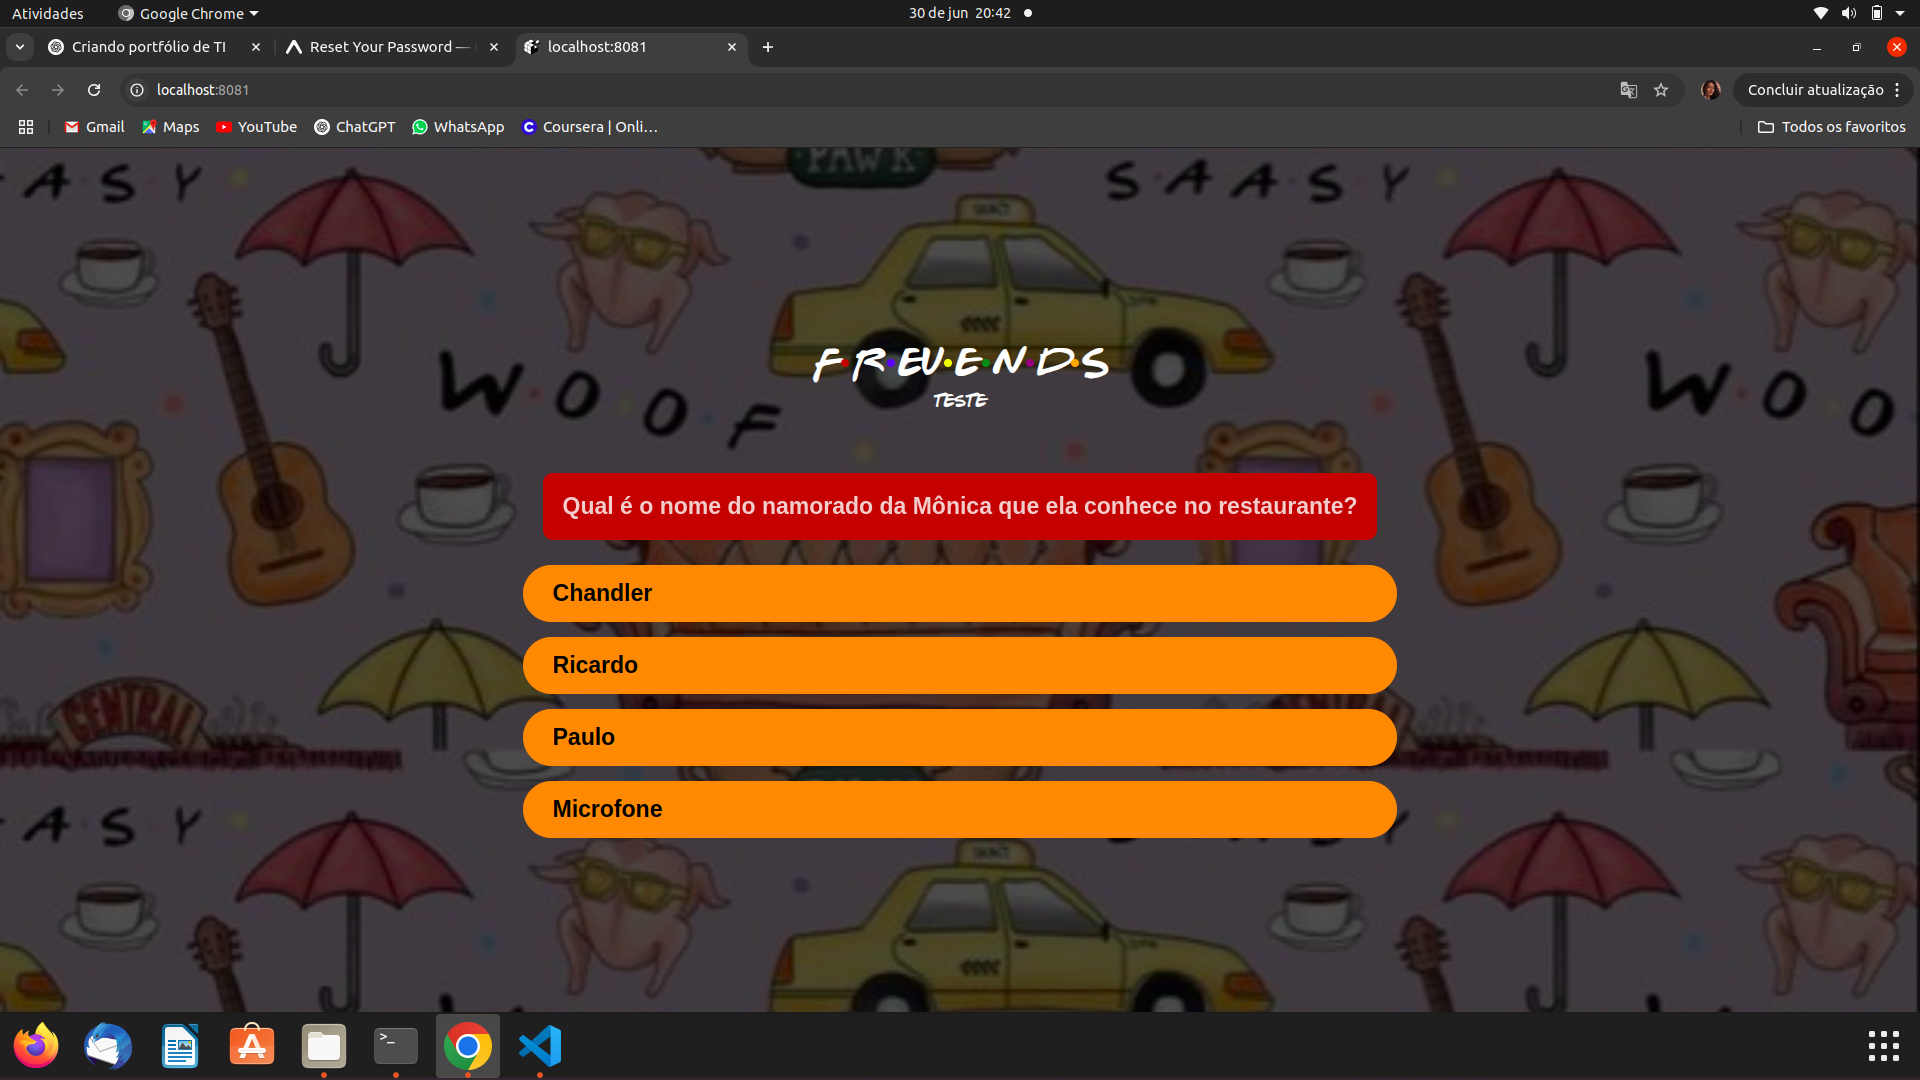 Atividades
Google Chrome
30 de jun 20:42
Criando portfólio de TI
Reset Your Password —
localhost:8081
localhost:8081
Concluir atualização
Gmail
Maps
YouTube
ChatGPT
WhatsApp
Coursera | Onli…
Todos os favoritos
PAW K
A S Y
S A A S Y
TAXI
W O O F
W O O
F·R·EU·E·N·D·S
TESTE
Qual é o nome do namorado da Mônica que ela conhece no restaurante?
Chandler
Ricardo
CENTRAL
Paulo
Microfone
A S Y
TAXI